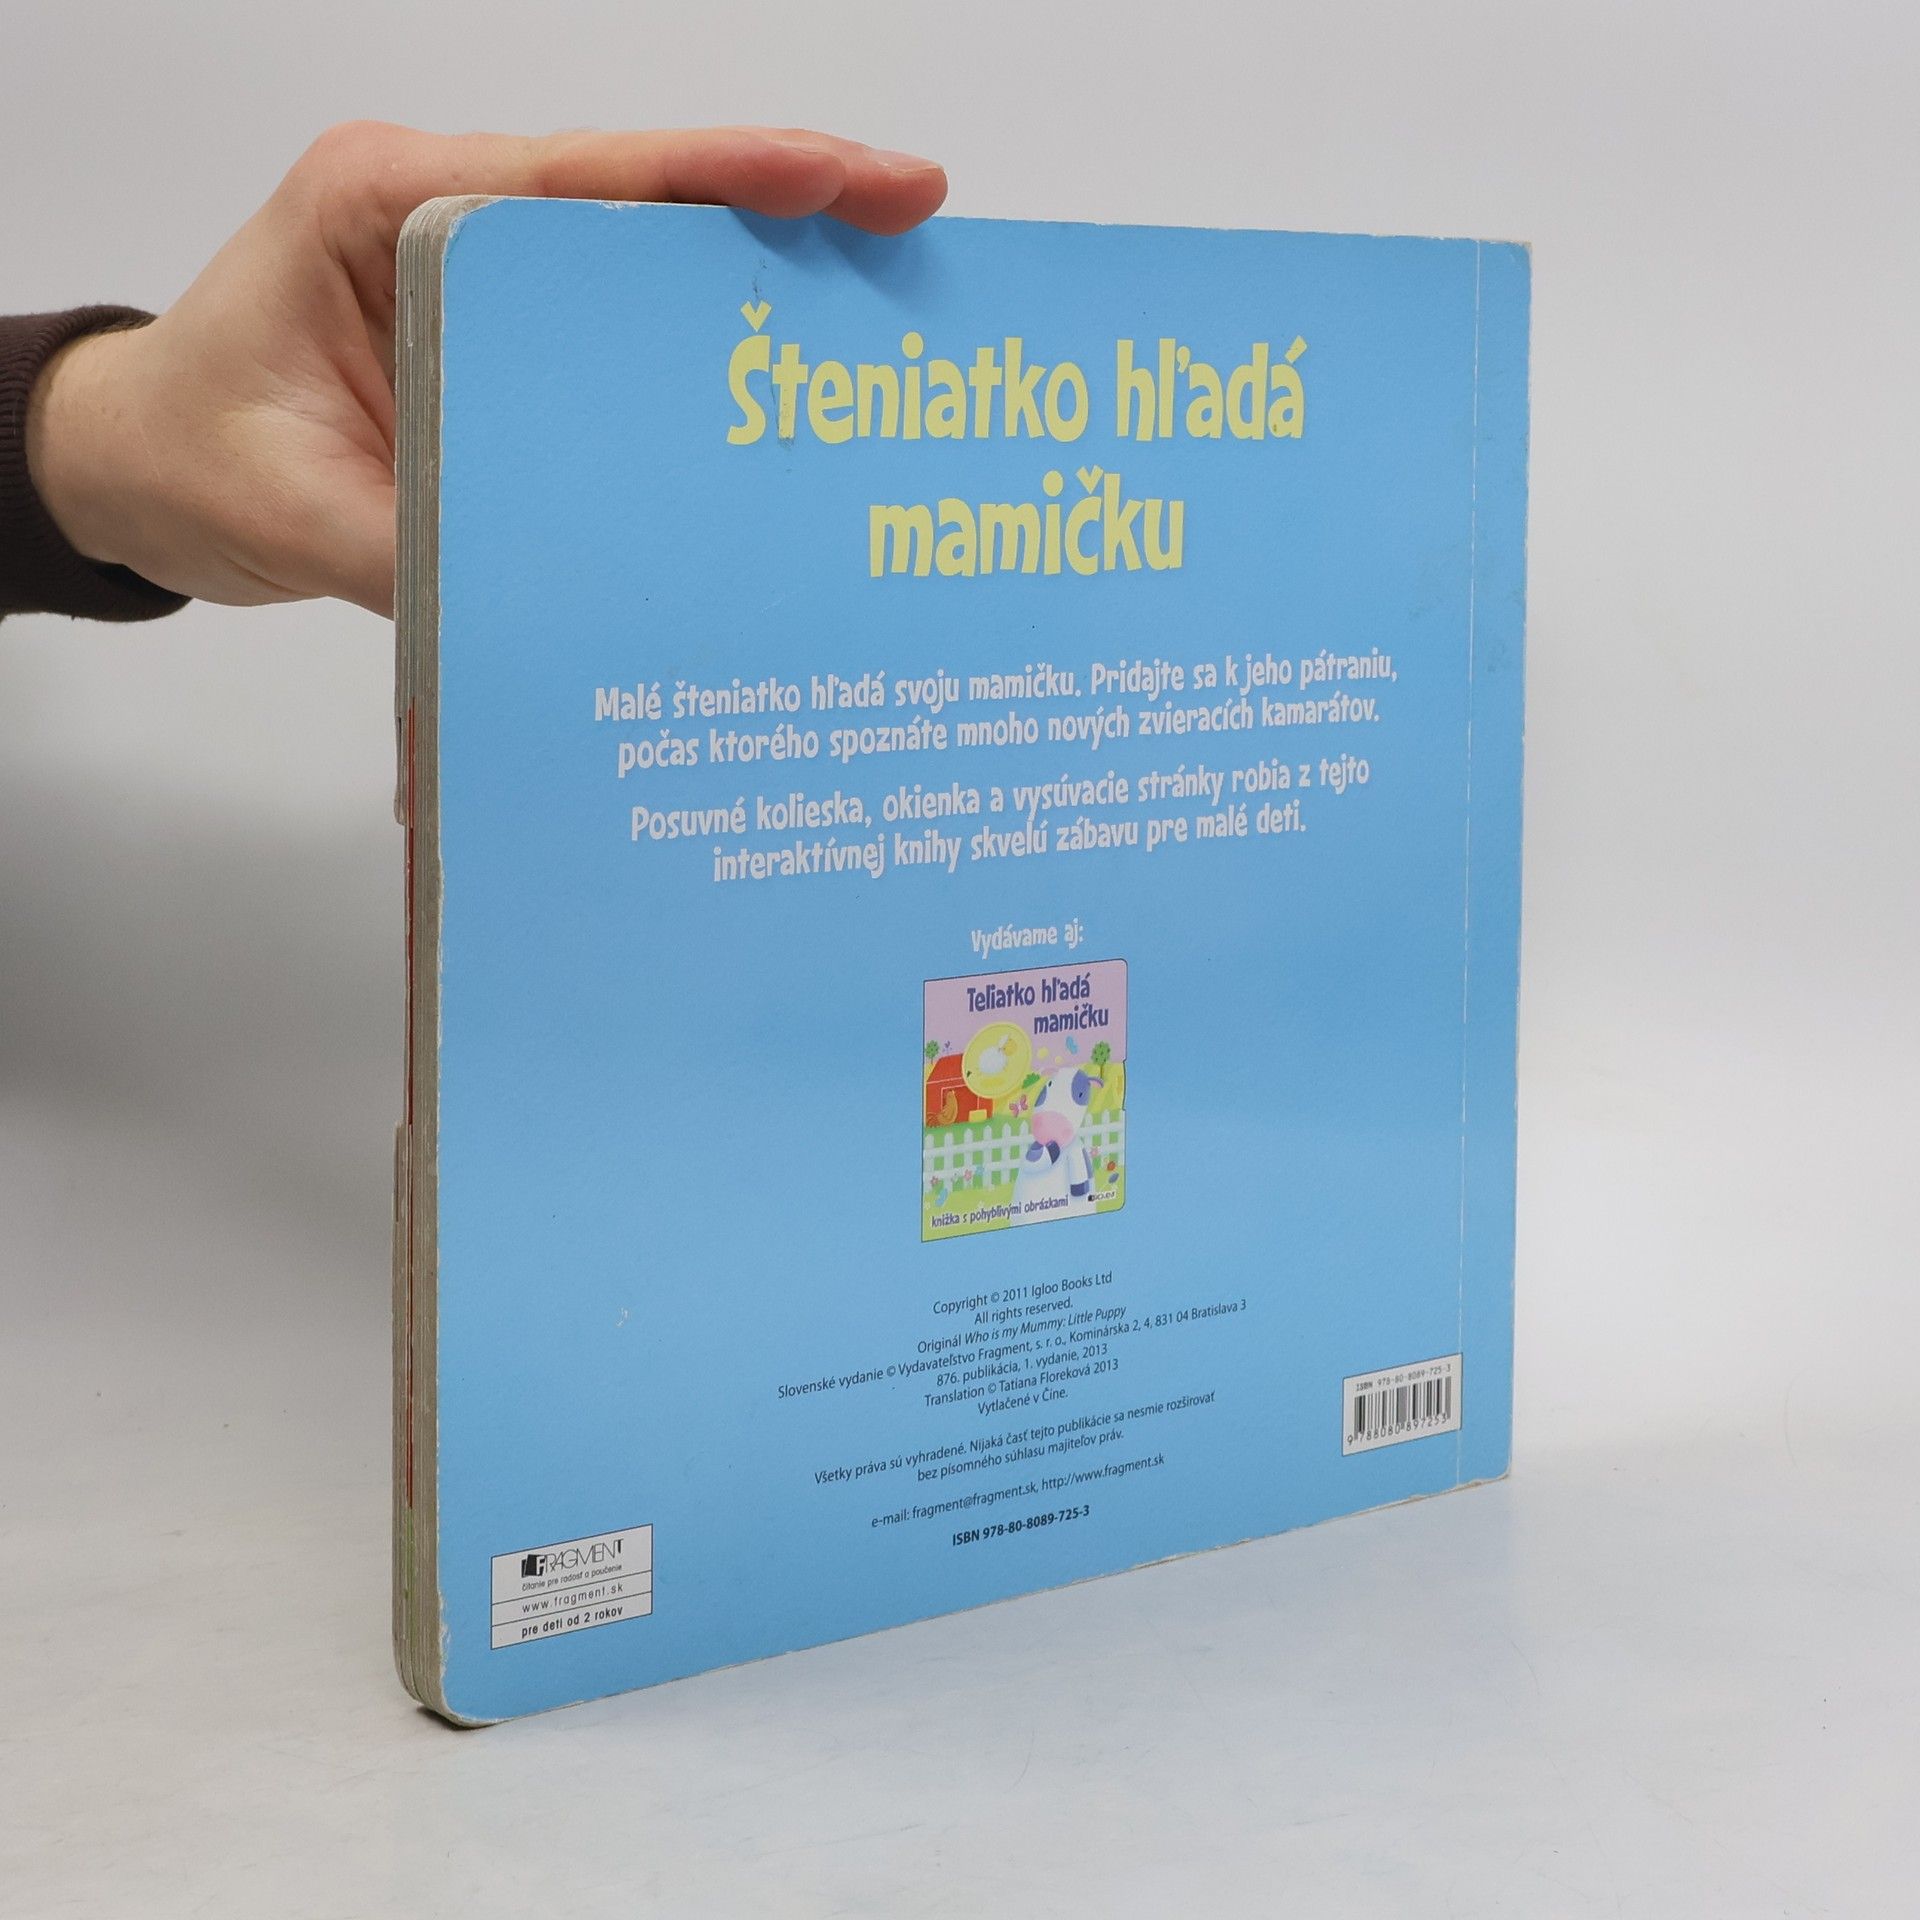 Šteniatko hľadá
mamičku
Malé šteniatko hľadá svoju mamičku. Pridajte sa k jeho pátraniu,
počas ktorého spoznáte mnoho nových zvieracích kamarátov.
Posuvné kolieska, okienka a vysúvacie stránky robia z tejto
interaktívnej knihy skvelú zábavu pre malé deti.
Vydávame aj:
Teliatko hľadá
mamičku
knižka s pohyblivými obrázkami
Copyright © 2011 Igloo Books Ltd
All rights reserved.
Originál Who is my Mummy: Little Puppy
Slovenské vydanie © Vydavateľstvo Fragment, s. r. o., Kominárska 2, 4, 831 04 Bratislava 3
876. publikácia, 1. vydanie, 2013
Translation © Tatiana Floreková 2013
Vytlačené v Číne.
Všetky práva sú vyhradené. Nijaká časť tejto publikácie sa nesmie rozširovať
bez písomného súhlasu majiteľov práv.
e-mail: fragment@fragment.sk, http://www.fragment.sk
ISBN 978-80-8089-725-3
ISBN 978-80-8089-725-3
9 788080 897253
FRAGMENT
čítanie pre radosť a poučenie
www.fragment.sk
pre deti od 2 rokov